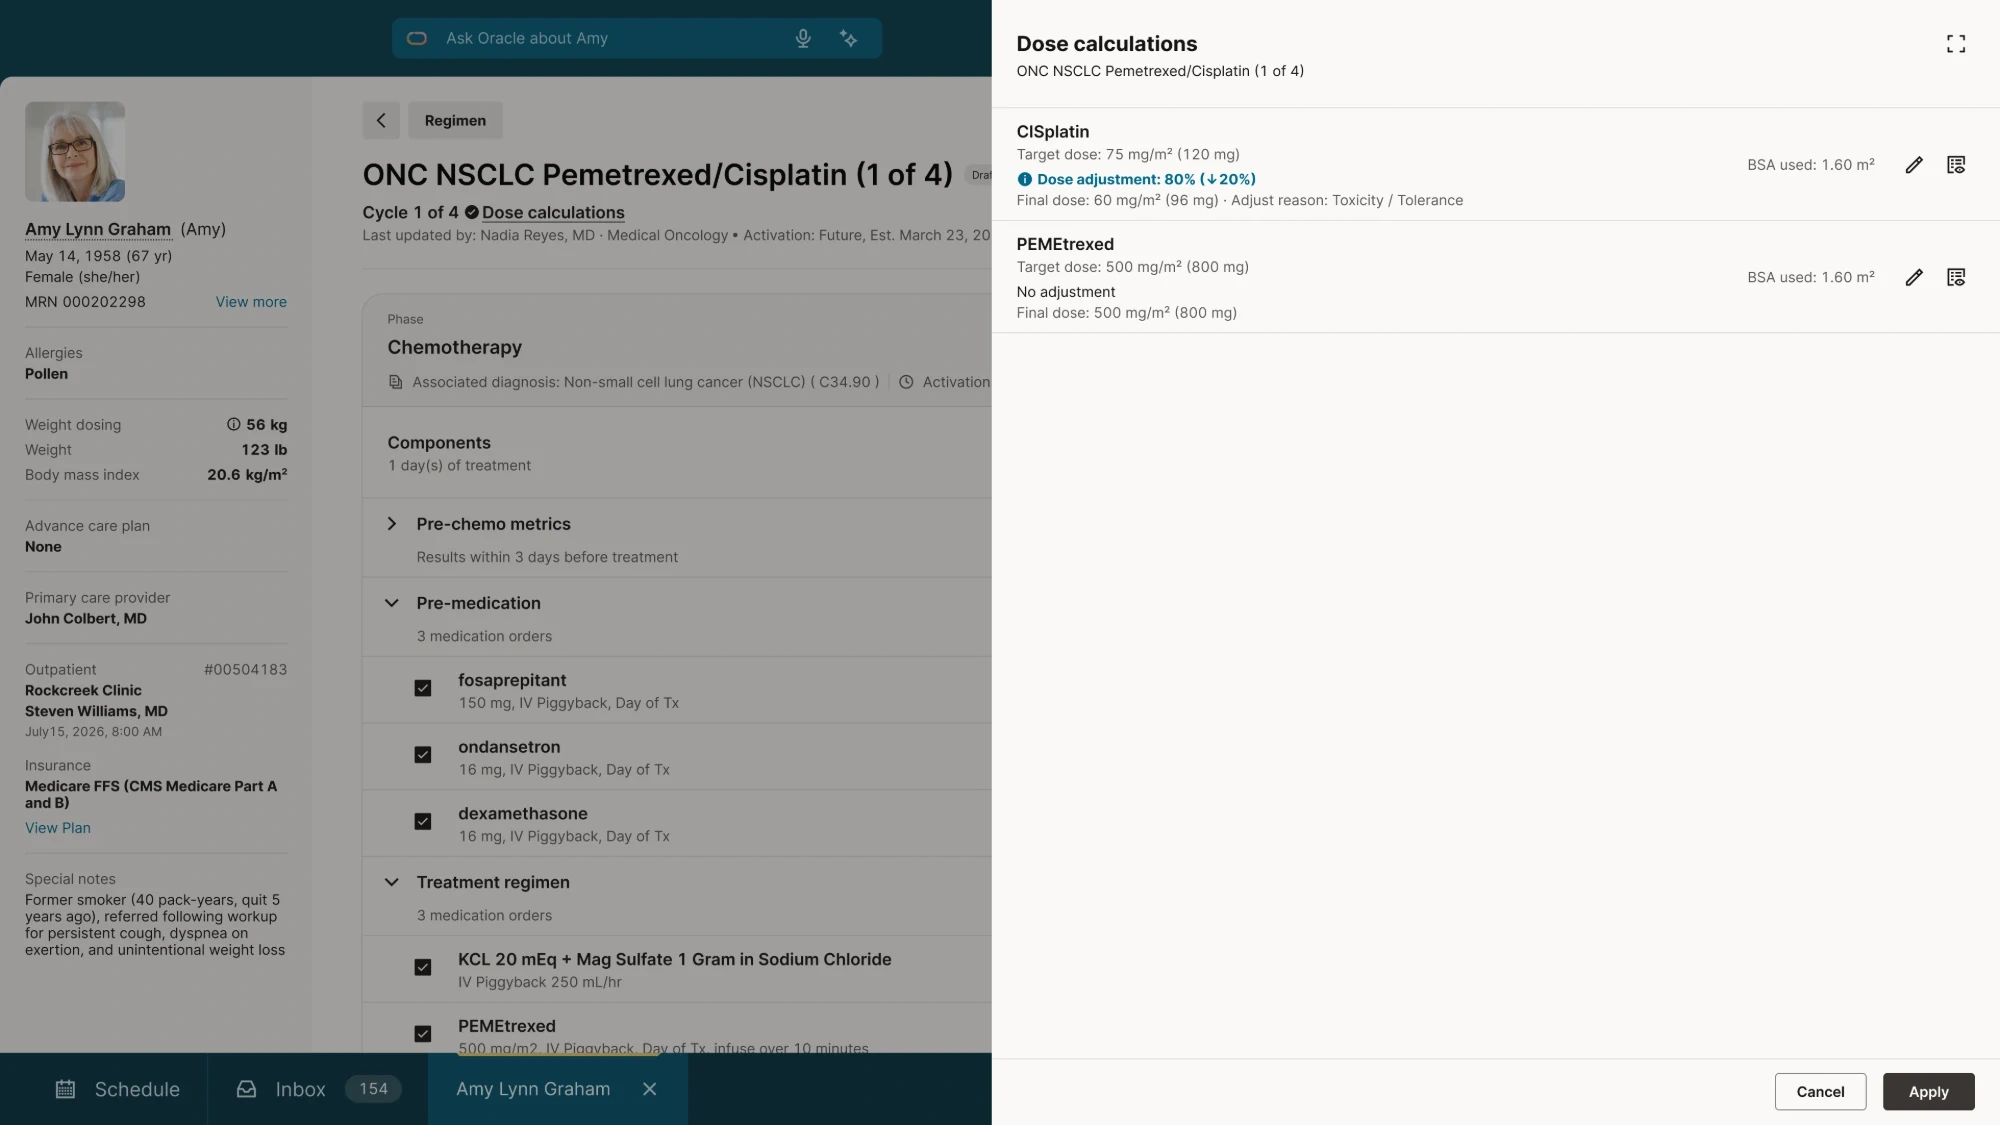 Ask Oracle about Amy
Amy Lynn Graham (Amy)
May 14, 1958 (67 yr)
Female (she/her)
MRN 000202298 View more
Allergies
Pollen
Weight dosing 56 kg
Weight 123 lb
Body mass index 20.6 kg/m²
Advance care plan
None
Primary care provider
John Colbert, MD
Outpatient #00504183
Rockcreek Clinic
Steven Williams, MD
July15, 2026, 8:00 AM
Insurance
Medicare FFS (CMS Medicare Part A
and B)
View Plan
Special notes
Former smoker (40 pack-years, quit 5
years ago), referred following workup
for persistent cough, dyspnea on
exertion, and unintentional weight loss
Regimen
ONC NSCLC Pemetrexed/Cisplatin (1 of 4) Draf
Cycle 1 of 4 Dose calculations
Last updated by: Nadia Reyes, MD · Medical Oncology • Activation: Future, Est. March 23, 20
Phase
Chemotherapy
Associated diagnosis: Non-small cell lung cancer (NSCLC) ( C34.90 ) Activation
Components
1 day(s) of treatment
Pre-chemo metrics
Results within 3 days before treatment
Pre-medication
3 medication orders
fosaprepitant
150 mg, IV Piggyback, Day of Tx
ondansetron
16 mg, IV Piggyback, Day of Tx
dexamethasone
16 mg, IV Piggyback, Day of Tx
Treatment regimen
3 medication orders
KCL 20 mEq + Mag Sulfate 1 Gram in Sodium Chloride
IV Piggyback 250 mL/hr
PEMEtrexed
500 mg/m2, IV Piggyback, Day of Tx, infuse over 10 minutes
Schedule
Inbox 154
Amy Lynn Graham
Dose calculations
ONC NSCLC Pemetrexed/Cisplatin (1 of 4)
CISplatin
Target dose: 75 mg/m² (120 mg)
Dose adjustment: 80% (↓20%)
Final dose: 60 mg/m² (96 mg) · Adjust reason: Toxicity / Tolerance
BSA used: 1.60 m²
PEMEtrexed
Target dose: 500 mg/m² (800 mg)
No adjustment
Final dose: 500 mg/m² (800 mg)
BSA used: 1.60 m²
Cancel
Apply